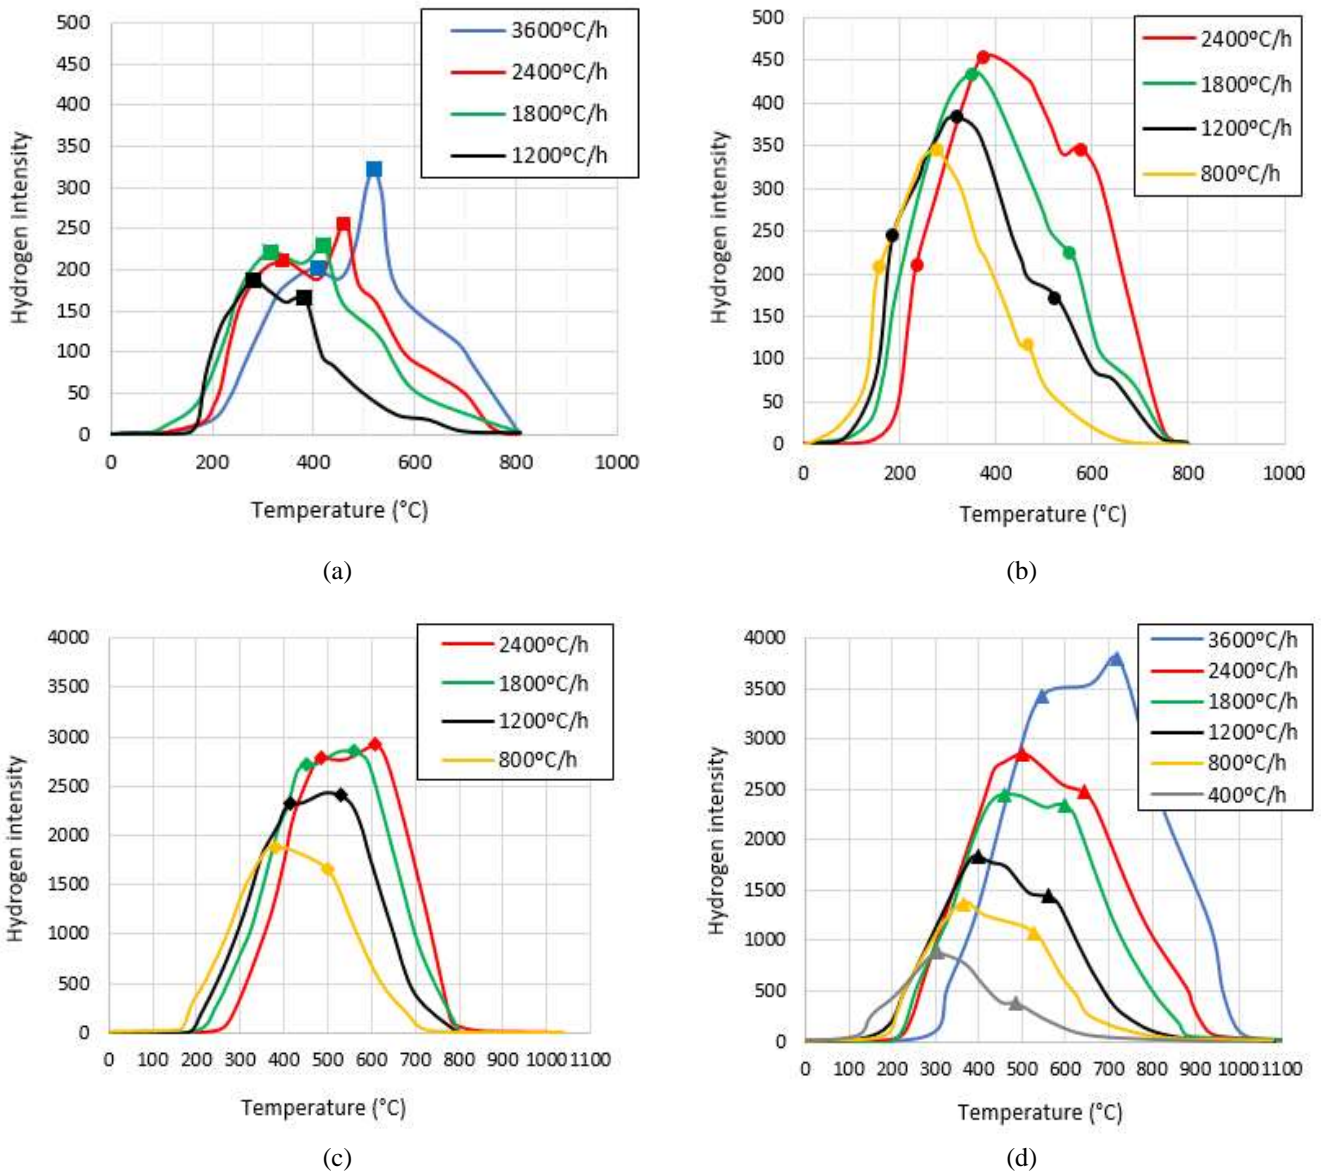 500
450
400
350
300
250
200
150
100
50
0
Hydrogen intensity
0 200 400 600 800 1000
Temperature (°C)
3600ºC/h
2400ºC/h
1800ºC/h
1200ºC/h
(a)
500
450
400
350
300
250
200
150
100
50
0
Hydrogen intensity
0 200 400 600 800 1000
Temperature (°C)
2400ºC/h
1800ºC/h
1200ºC/h
800ºC/h
(b)
4000
3500
3000
2500
2000
1500
1000
500
0
Hydrogen intensity
0 100 200 300 400 500 600 700 800 900 1000 1100
Temperature (°C)
2400ºC/h
1800ºC/h
1200ºC/h
800ºC/h
(c)
4000
3500
3000
2500
2000
1500
1000
500
0
Hydrogen intensity
0 100 200 300 400 500 600 700 800 900 1000 1100
Temperature (°C)
3600ºC/h
2400ºC/h
1800ºC/h
1200ºC/h
800ºC/h
400ºC/h
(d)